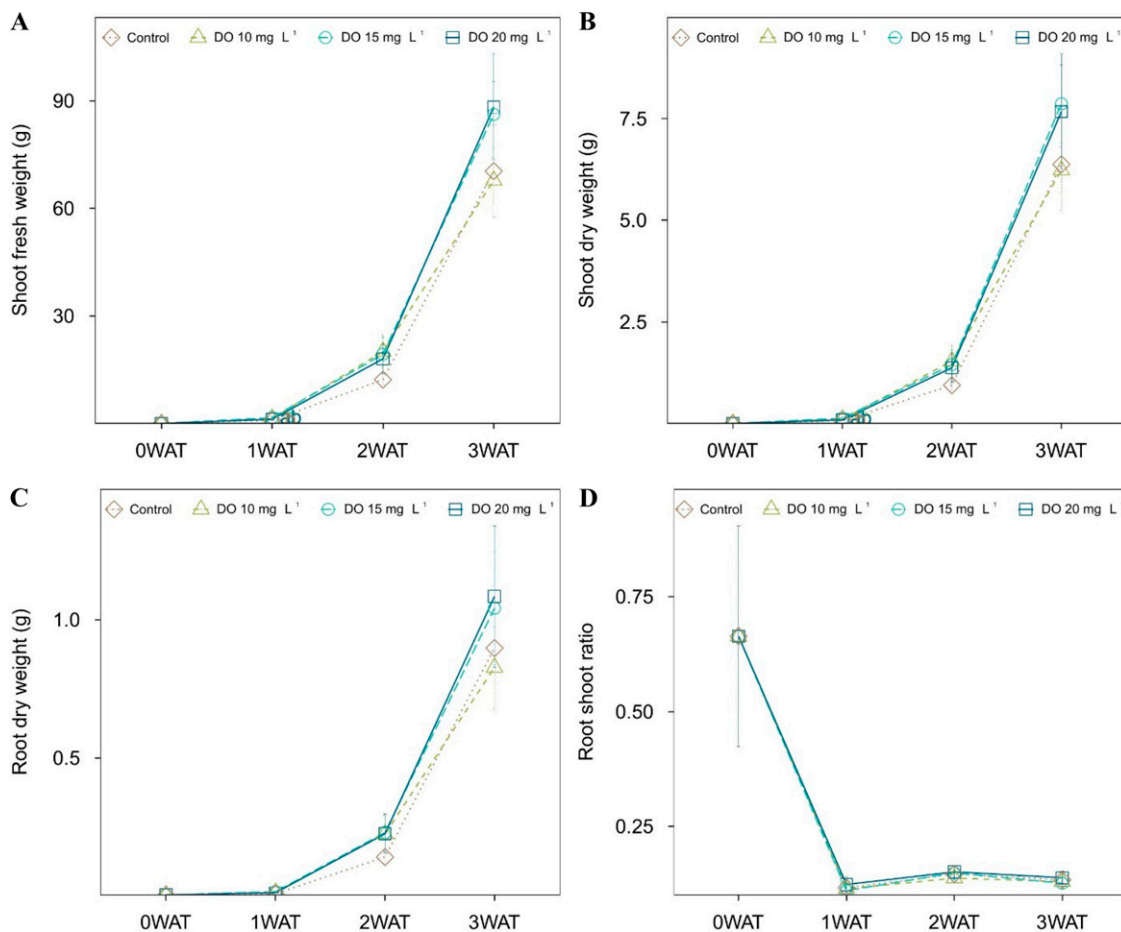 A
Control DO 10 mg L ¹ DO 15 mg L ¹ DO 20 mg L ¹
Shoot fresh weight (g)
90
60
30
0WAT 1WAT 2WAT 3WAT
B
Control DO 10 mg L ¹ DO 15 mg L ¹ DO 20 mg L ¹
Shoot dry weight (g)
7.5
5.0
2.5
0WAT 1WAT 2WAT 3WAT
C
Control DO 10 mg L ¹ DO 15 mg L ¹ DO 20 mg L ¹
Root dry weight (g)
1.0
0.5
0WAT 1WAT 2WAT 3WAT
D
Control DO 10 mg L ¹ DO 15 mg L ¹ DO 20 mg L ¹
Root shoot ratio
0.75
0.50
0.25
0WAT 1WAT 2WAT 3WAT